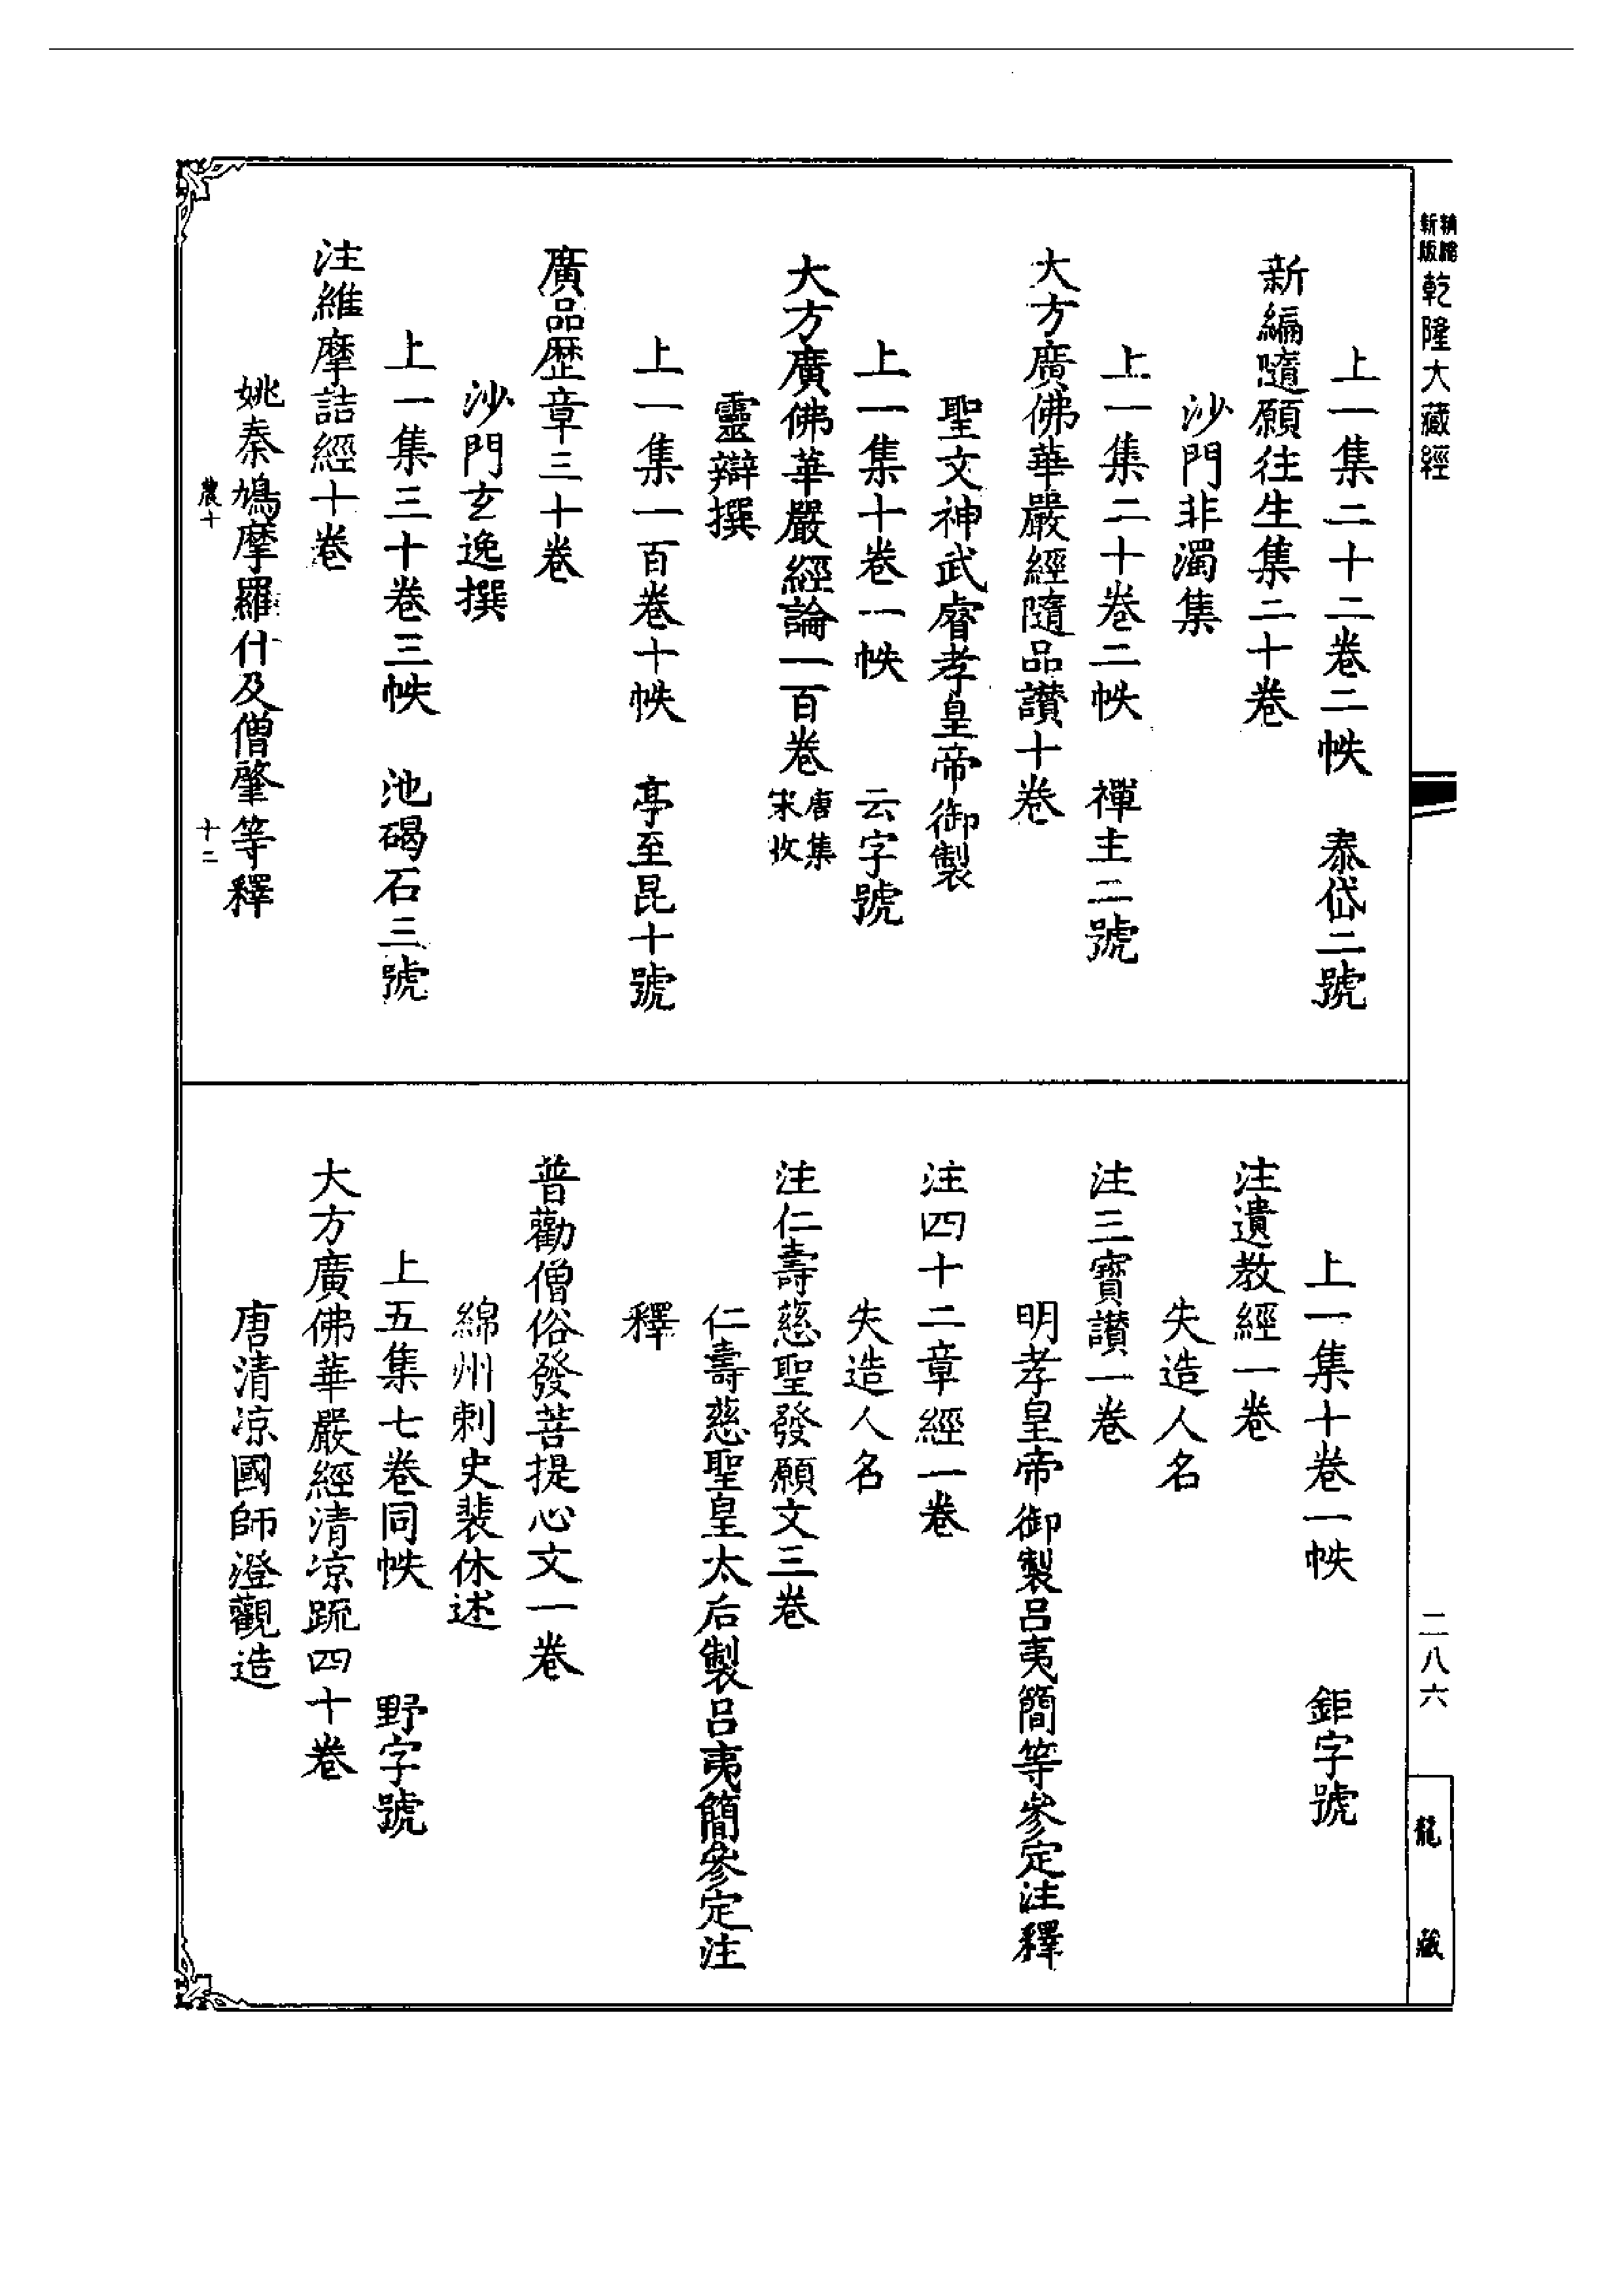 精縮
新版
乾隆大藏經
上一集二十二卷二帙　泰岱二號
新編隨願往生集二十卷
沙門非濁集
上一集二十卷二帙　禪主二號
大方廣佛華嚴經隨品讚十卷
聖文神武睿孝皇帝御製
上一集十卷一帙　云字號
大方廣佛華嚴經論一百卷
唐集
宋收
靈辯撰
上一集一百卷十帙　亭至昆十號
廣品歷章三十卷
沙門玄逸撰
上一集三十卷三帙　池碣石三號
注維摩詰經十卷
姚秦鳩摩羅什及僧肇等釋
農十　十二
上一集十卷一帙　鉅字號
注遺教經一卷
失造人名
注三寶讚一卷
明孝皇帝御製呂夷簡等參定注釋
注四十二章經一卷
失造人名
注仁壽慈聖發願文三卷
仁壽慈聖皇太后製呂夷簡參定注
釋
普勸僧俗發菩提心文一卷
綿州刺史裴休述
上五集七卷同帙　野字號
大方廣佛華嚴經清涼疏四十卷
唐清涼國師澄觀造
二八六
龍藏